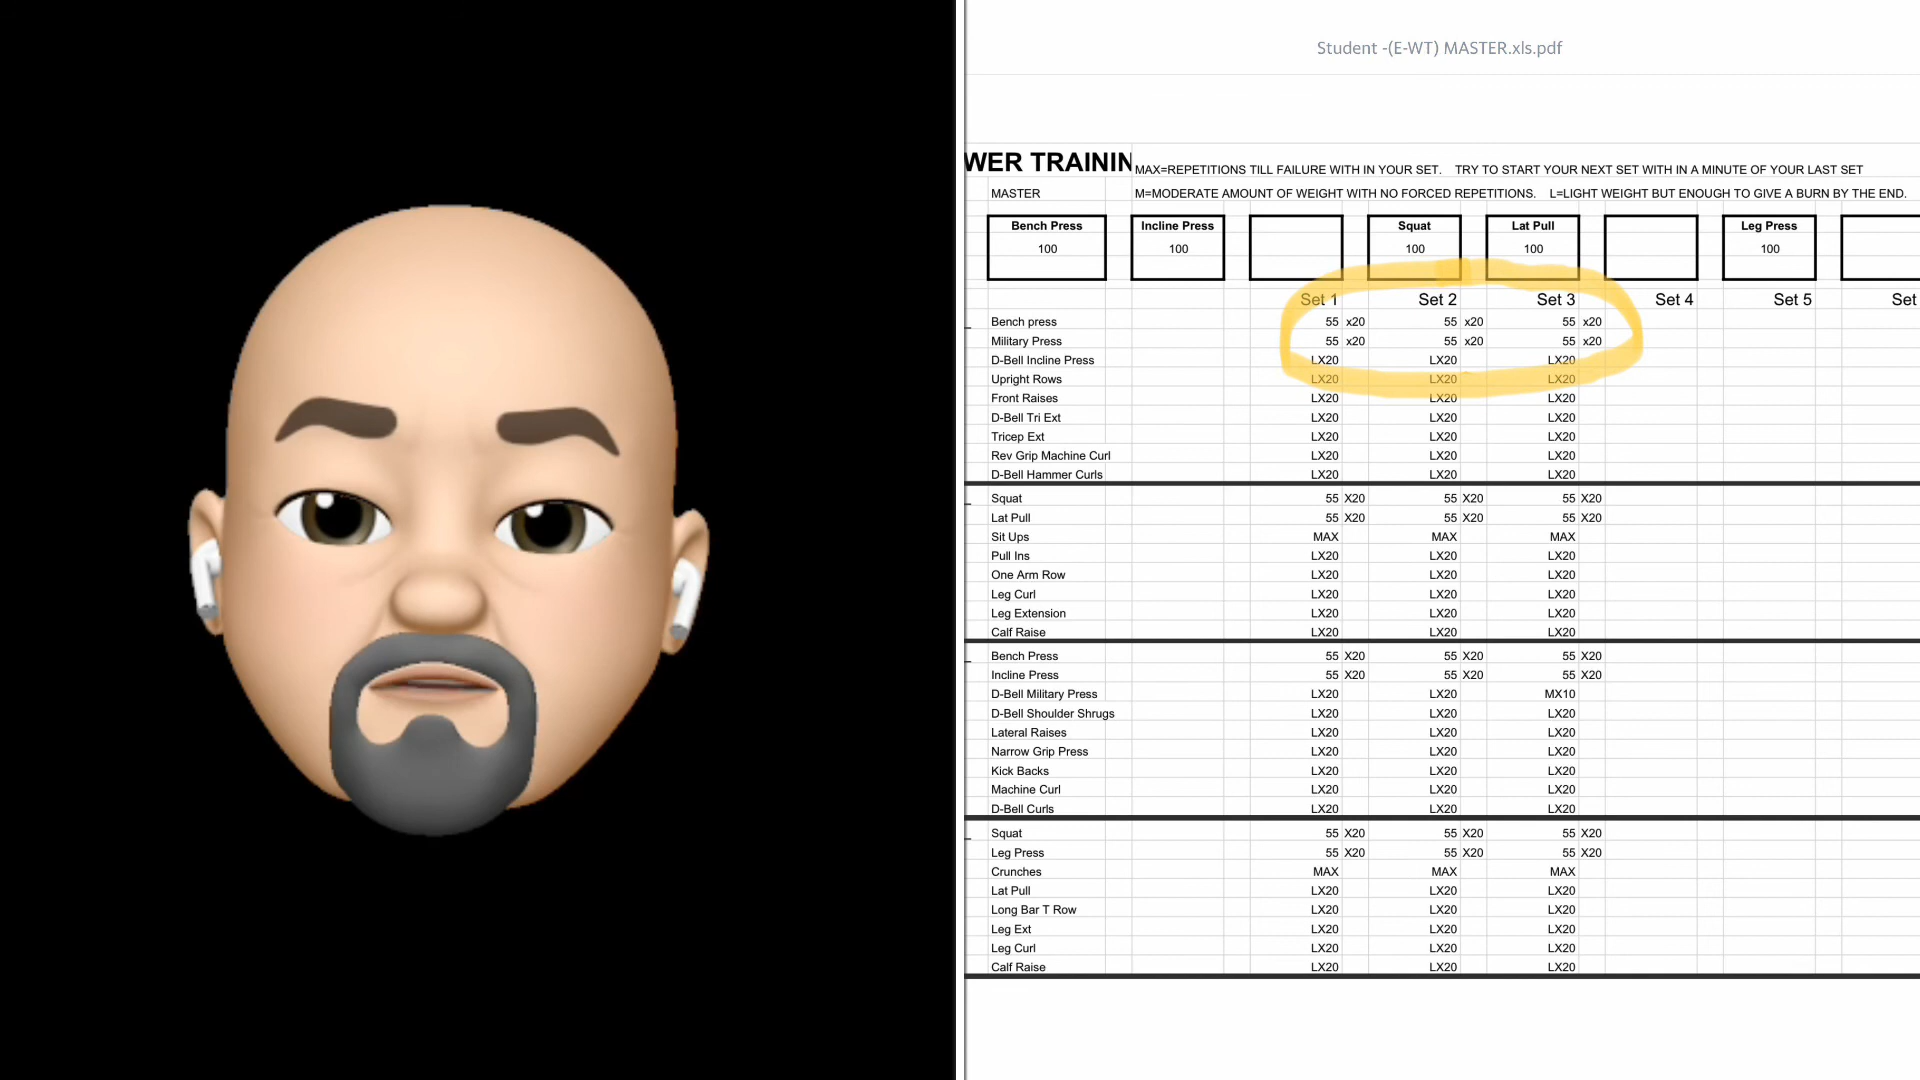 Student -(E-WT) MASTER.xls.pdf
WER TRAININ MAX=REPETITIONS TILL FAILURE WITH IN YOUR SET. TRY TO START YOUR NEXT SET WITH IN A MINUTE OF YOUR LAST SET
MASTER M=MODERATE AMOUNT OF WEIGHT WITH NO FORCED REPETITIONS. L=LIGHT WEIGHT BUT ENOUGH TO GIVE A BURN BY THE END.
Bench Press Incline Press Squat Lat Pull Leg Press
100 100 100 100 100
Set 1 Set 2 Set 3 Set 4 Set 5 Set
Bench press 55 x20 55 x20 55 x20
Military Press 55 x20 55 x20 55 x20
D-Bell Incline Press LX20 LX20 LX20
Upright Rows LX20 LX20 LX20
Front Raises LX20 LX20 LX20
D-Bell Tri Ext LX20 LX20 LX20
Tricep Ext LX20 LX20 LX20
Rev Grip Machine Curl LX20 LX20 LX20
D-Bell Hammer Curls LX20 LX20 LX20
Squat 55 X20 55 X20 55 X20
Lat Pull 55 X20 55 X20 55 X20
Sit Ups MAX MAX MAX
Pull Ins LX20 LX20 LX20
One Arm Row LX20 LX20 LX20
Leg Curl LX20 LX20 LX20
Leg Extension LX20 LX20 LX20
Calf Raise LX20 LX20 LX20
Bench Press 55 X20 55 X20 55 X20
Incline Press 55 X20 55 X20 55 X20
D-Bell Military Press LX20 LX20 MX10
D-Bell Shoulder Shrugs LX20 LX20 LX20
Lateral Raises LX20 LX20 LX20
Narrow Grip Press LX20 LX20 LX20
Kick Backs LX20 LX20 LX20
Machine Curl LX20 LX20 LX20
D-Bell Curls LX20 LX20 LX20
Squat 55 X20 55 X20 55 X20
Leg Press 55 X20 55 X20 55 X20
Crunches MAX MAX MAX
Lat Pull LX20 LX20 LX20
Long Bar T Row LX20 LX20 LX20
Leg Ext LX20 LX20 LX20
Leg Curl LX20 LX20 LX20
Calf Raise LX20 LX20 LX20